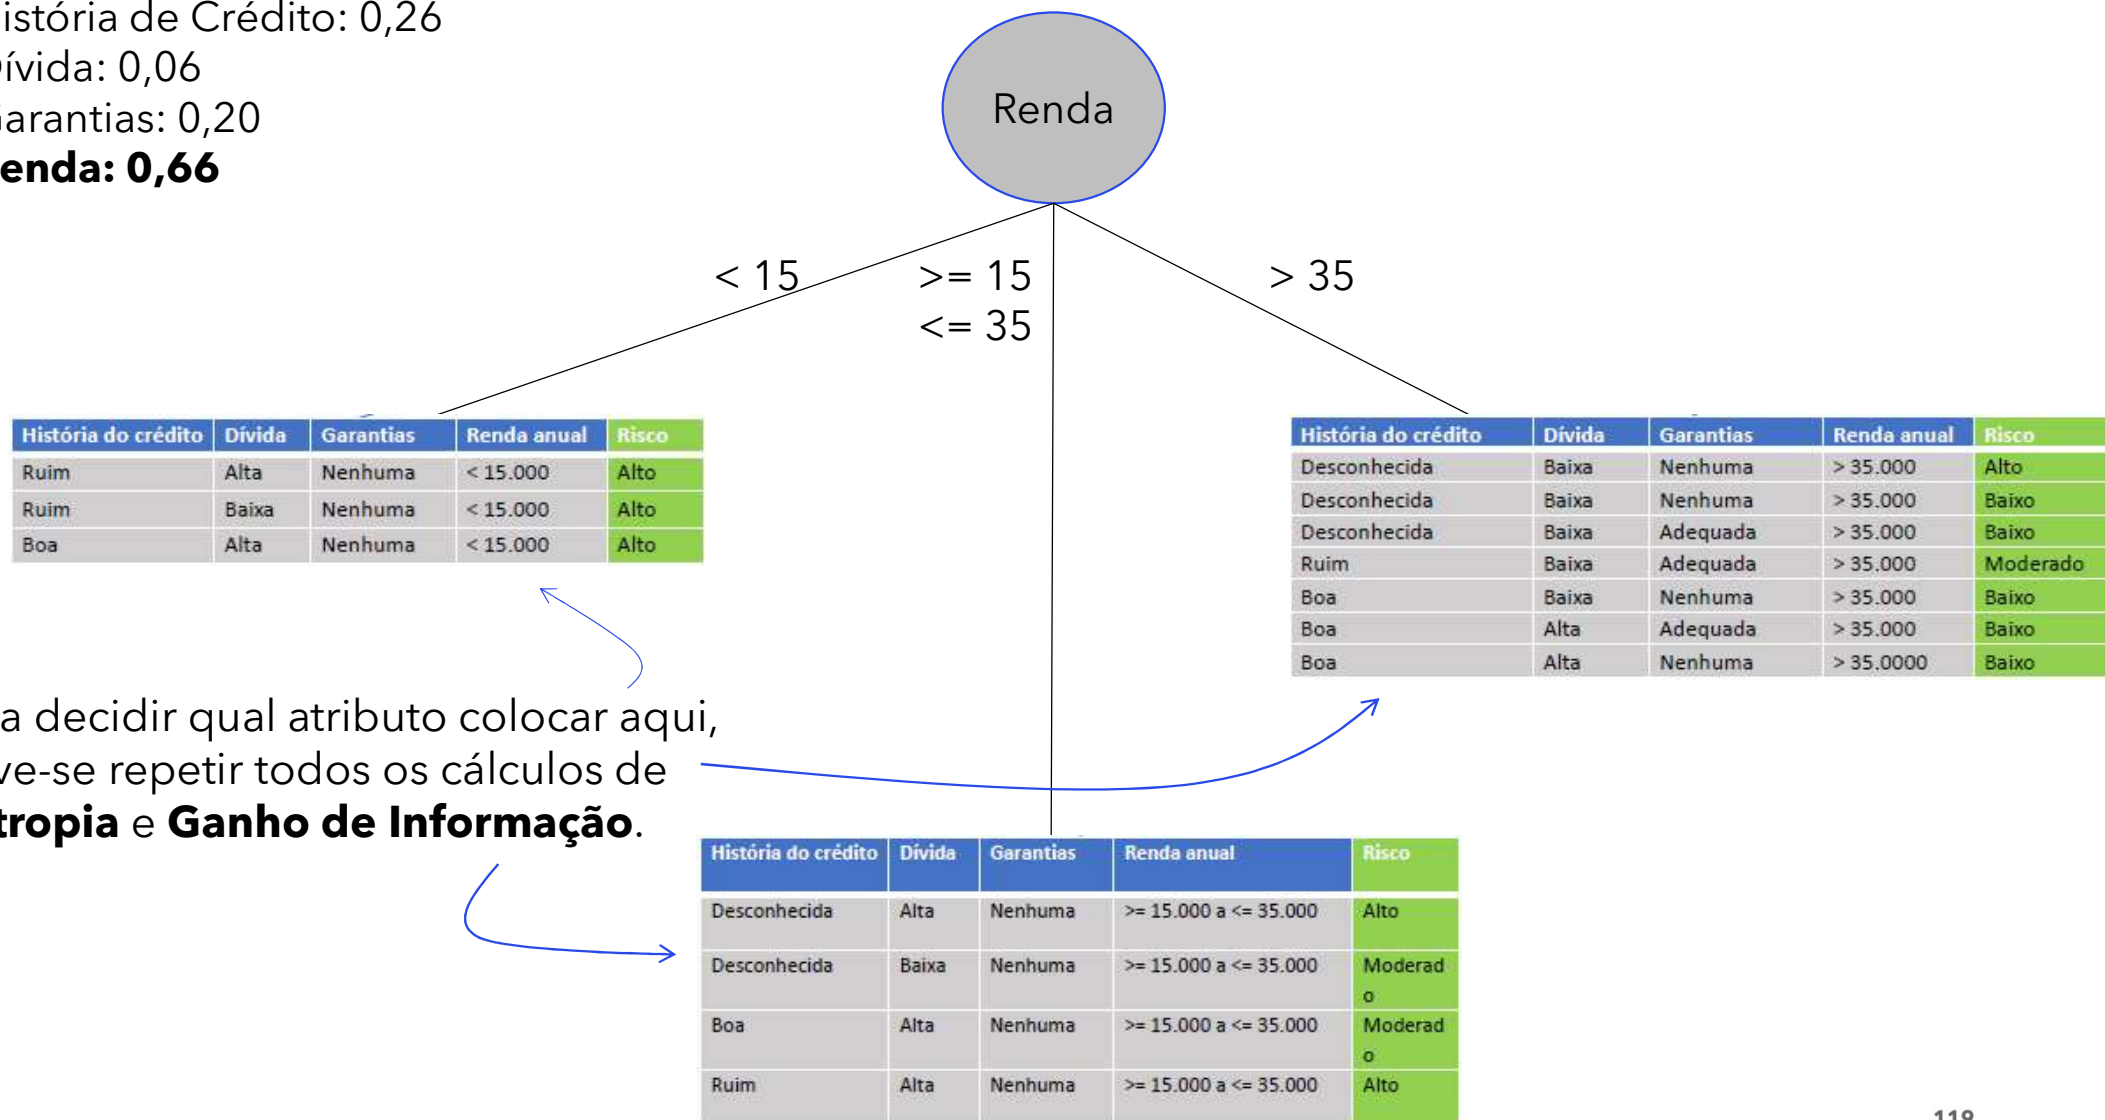 istória de Crédito: 0,26
ívida: 0,06
arantias: 0,20
enda: 0,66
Renda
< 15
>= 15
<= 35
> 35
História do crédito Dívida Garantias Renda anual Risco
Ruim Alta Nenhuma < 15.000 Alto
Ruim Baixa Nenhuma < 15.000 Alto
Boa Alta Nenhuma < 15.000 Alto
História do crédito Dívida Garantias Renda anual Risco
Desconhecida Baixa Nenhuma > 35.000 Alto
Desconhecida Baixa Nenhuma > 35.000 Baixo
Desconhecida Baixa Adequada > 35.000 Baixo
Ruim Baixa Adequada > 35.000 Moderado
Boa Baixa Nenhuma > 35.000 Baixo
Boa Alta Adequada > 35.000 Baixo
Boa Alta Nenhuma > 35.0000 Baixo
a decidir qual atributo colocar aqui,
ve-se repetir todos os cálculos de
tropia e Ganho de Informação.
História do crédito Dívida Garantias Renda anual Risco
Desconhecida Alta Nenhuma >= 15.000 a <= 35.000 Alto
Desconhecida Baixa Nenhuma >= 15.000 a <= 35.000 Moderad
o
Boa Alta Nenhuma >= 15.000 a <= 35.000 Moderad
o
Ruim Alta Nenhuma >= 15.000 a <= 35.000 Alto